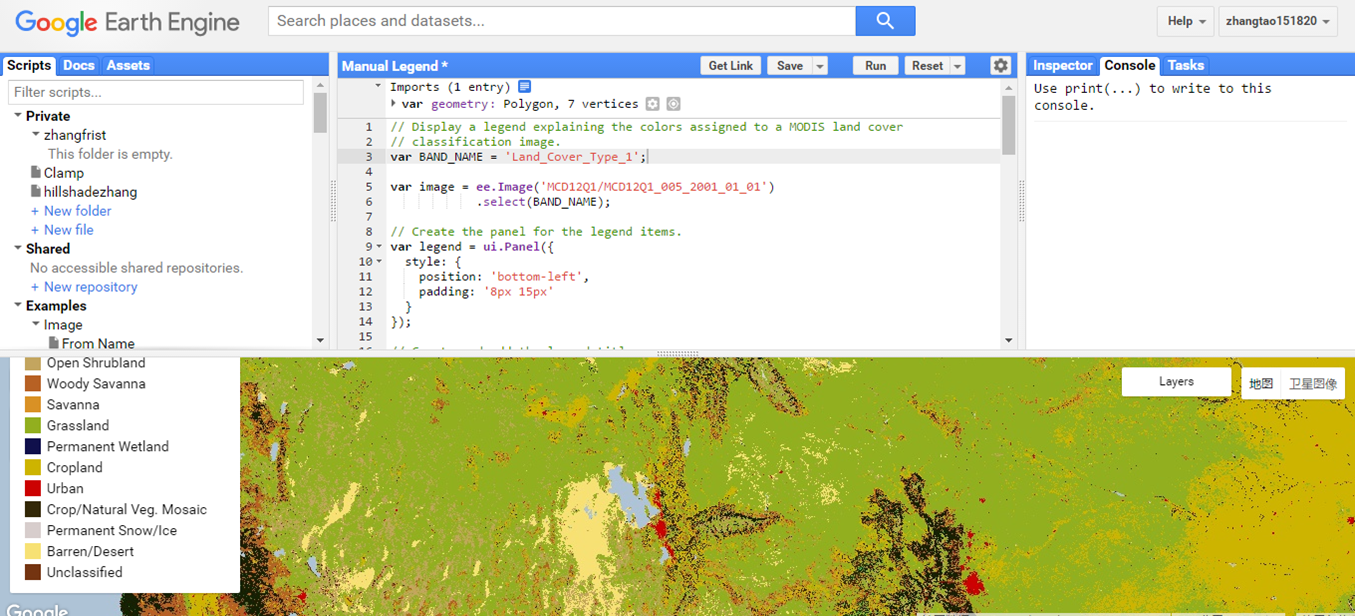 Google Earth Engine
Search places and datasets...
Help
zhangtao151820
Scripts Docs Assets
Filter scripts...
Private
zhangfrist
This folder is empty.
Clamp
hillshadezhang
+ New folder
+ New file
Shared
No accessible shared repositories.
+ New repository
Examples
Image
From Name
Manual Legend *
Get Link Save Run Reset
Imports (1 entry)
var geometry: Polygon, 7 vertices
1 // Display a legend explaining the colors assigned to a MODIS land cover
2 // classification image.
3 var BAND_NAME = 'Land_Cover_Type_1';
4
5 var image = ee.Image('MCD12Q1/MCD12Q1_005_2001_01_01')
6 .select(BAND_NAME);
7
8 // Create the panel for the legend items.
9 var legend = ui.Panel({
10 style: {
11 position: 'bottom-left',
12 padding: '8px 15px'
13 }
14 });
15
Inspector Console Tasks
Use print(...) to write to this
console.
Open Shrubland
Woody Savanna
Savanna
Grassland
Permanent Wetland
Cropland
Urban
Crop/Natural Veg. Mosaic
Permanent Snow/Ice
Barren/Desert
Unclassified
Layers
地图 卫星图像
Google